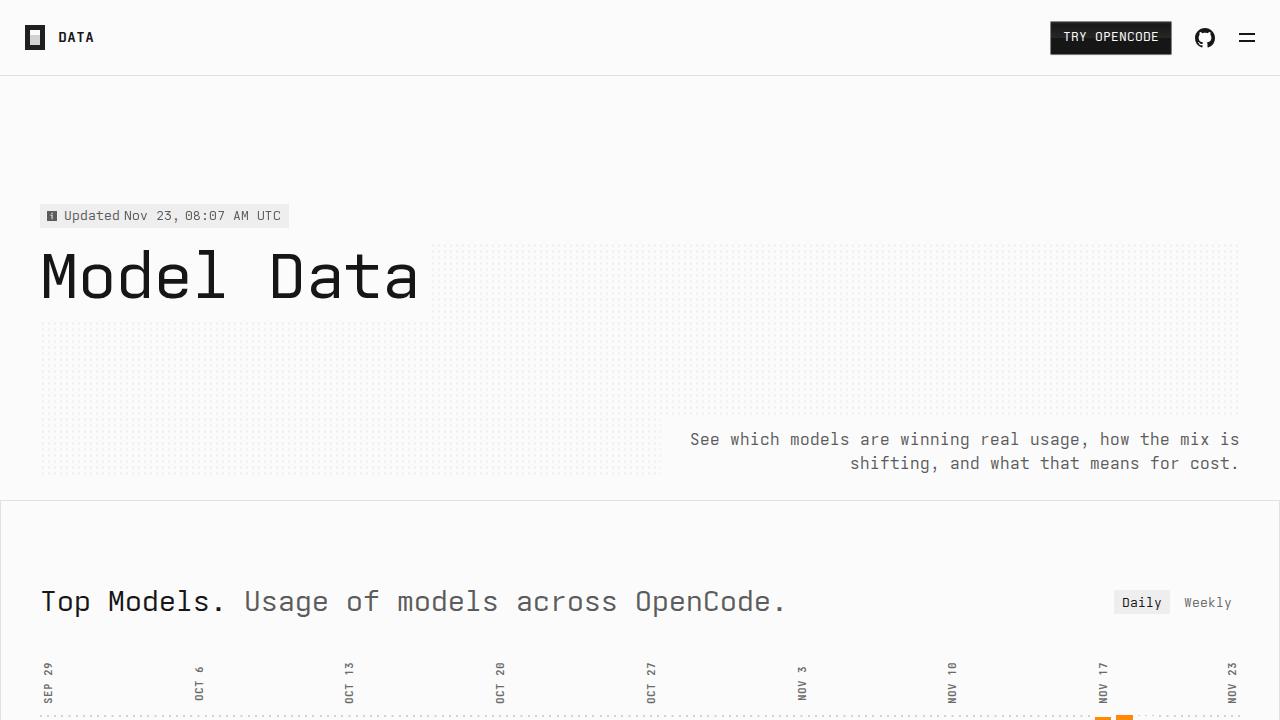 DATA
TRY OPENCODE
Updated Nov 23, 08:07 AM UTC
Model Data
See which models are winning real usage, how the mix is
shifting, and what that means for cost.
Top Models. Usage of models across OpenCode.
Daily Weekly
SEP 29
OCT 6
OCT 13
OCT 20
OCT 27
NOV 3
NOV 10
NOV 17
NOV 23